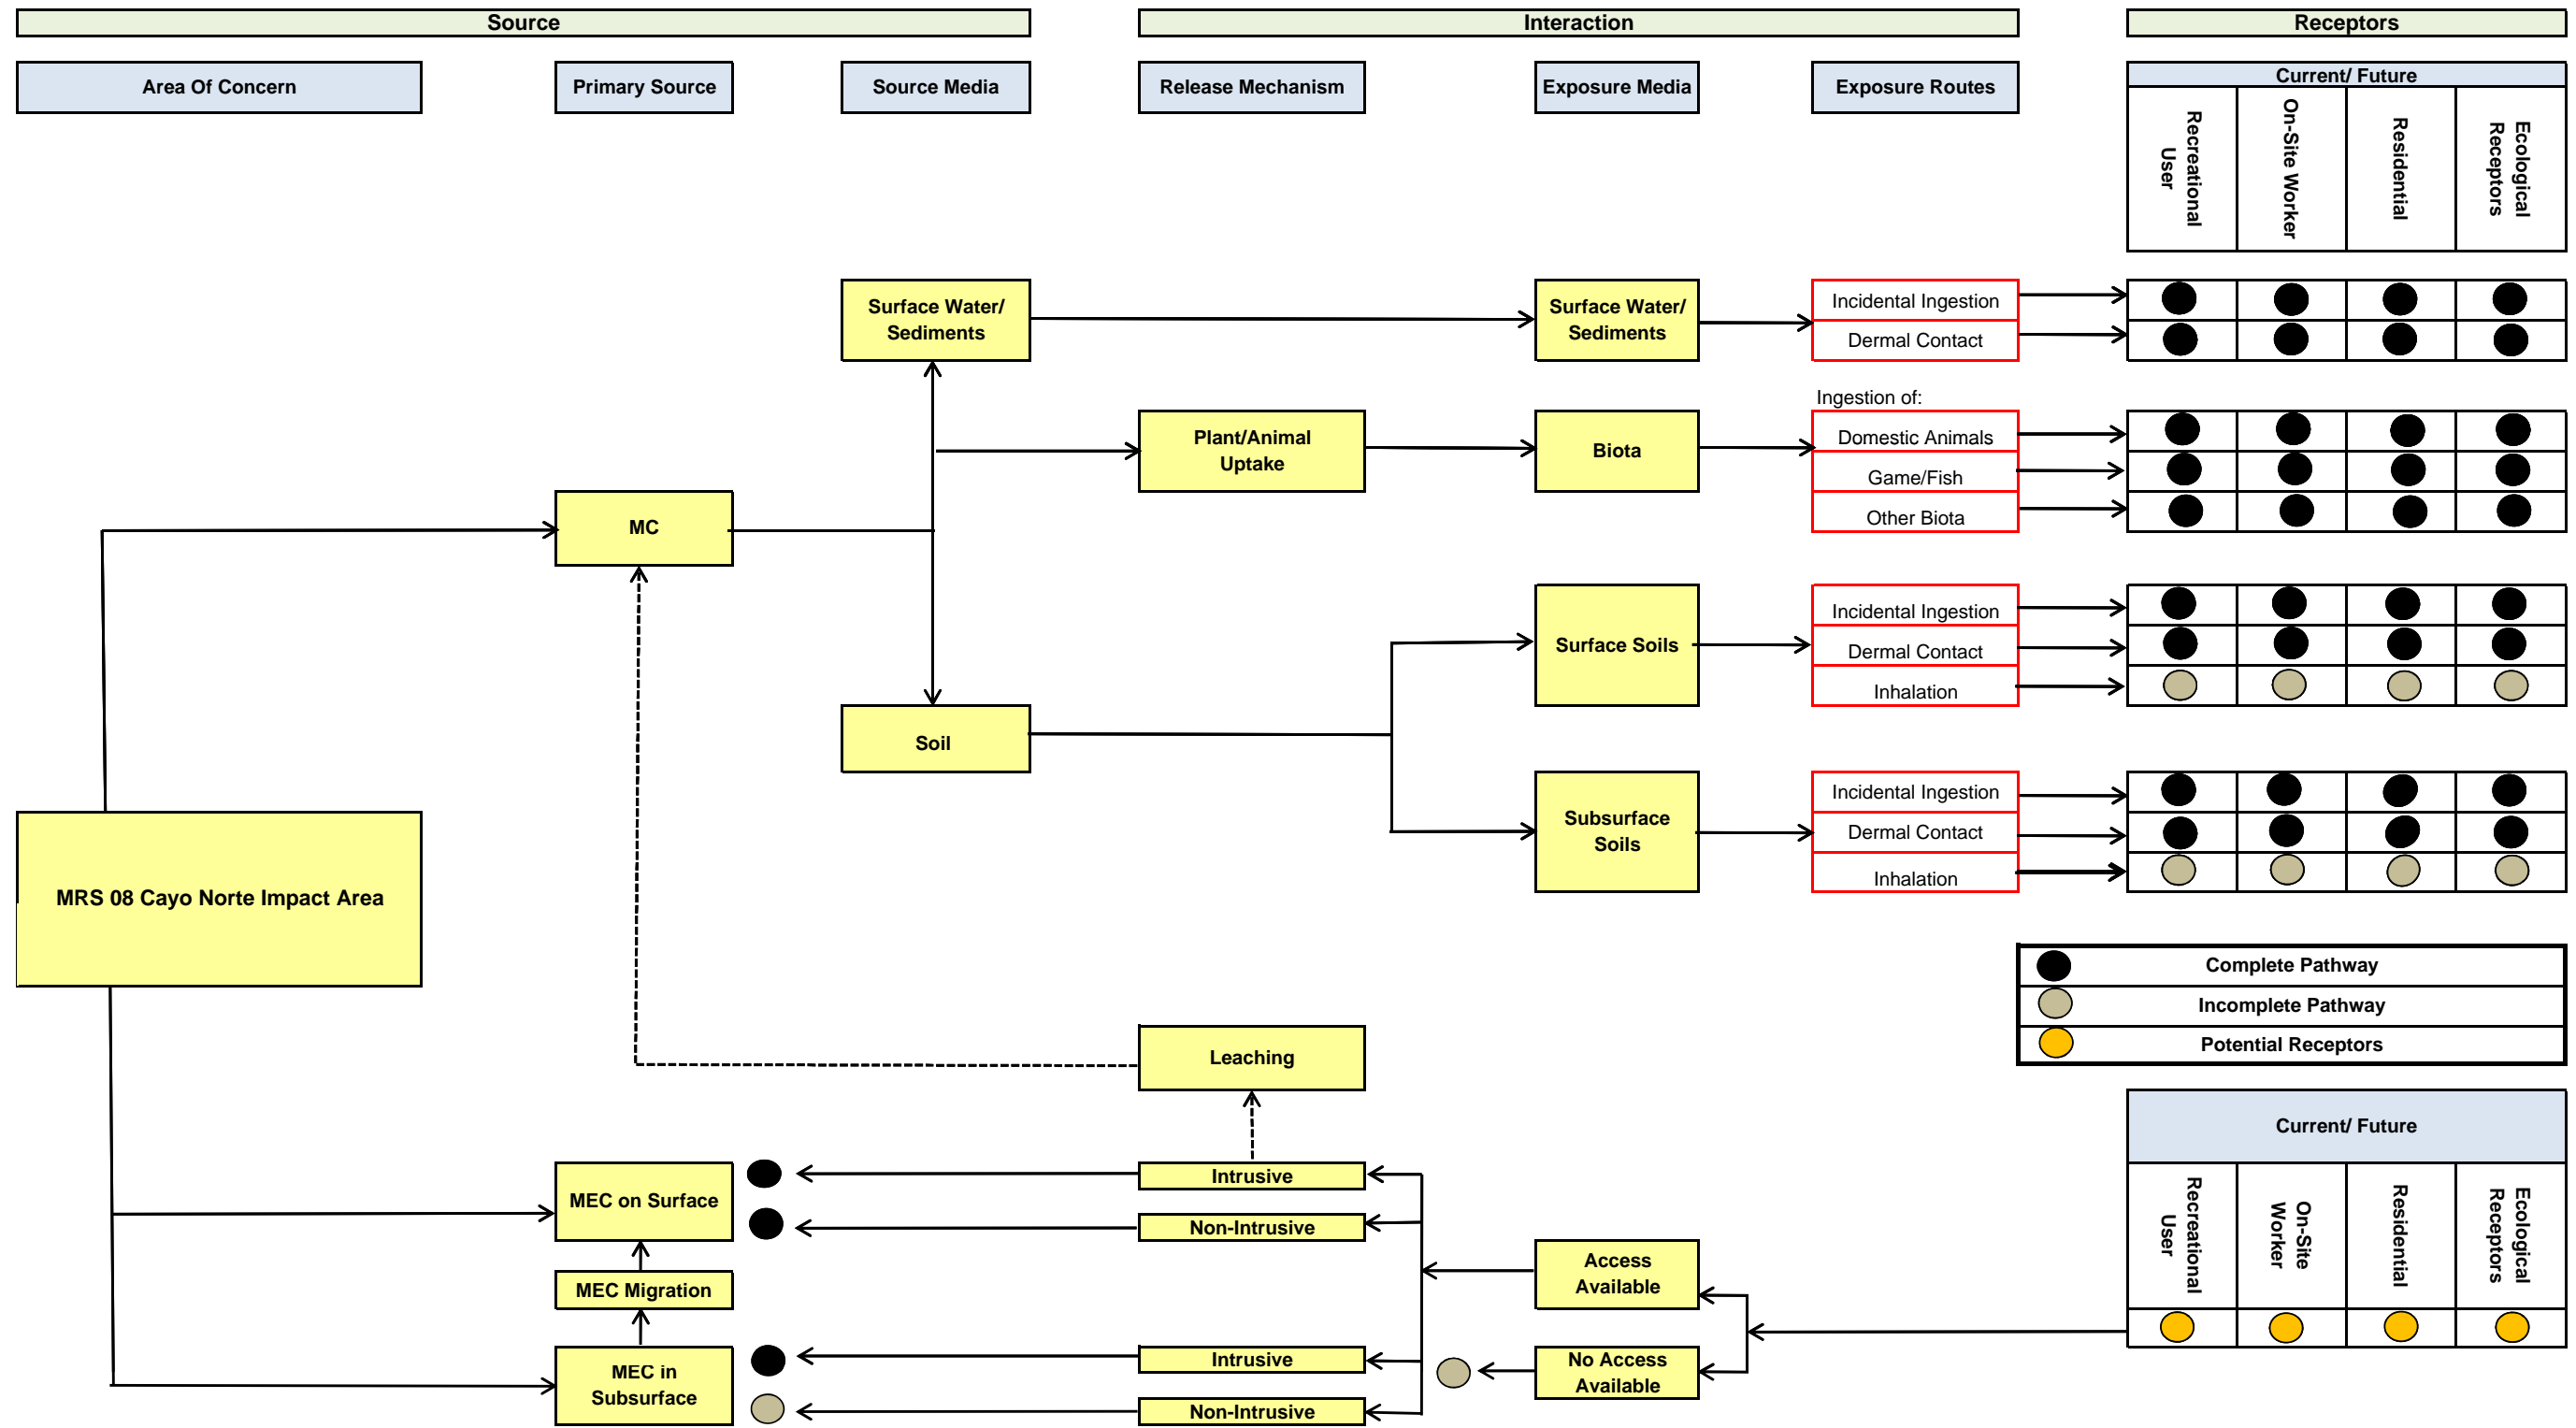 Source
Interaction
Receptors
Area Of Concern
Primary Source
Source Media
Release Mechanism
Exposure Media
Exposure Routes
Current/ Future
Recreational
User
On-Site Worker
Residential
Ecological
Receptors
Surface Water/
Sediments
Surface Water/
Sediments
Incidental Ingestion
Dermal Contact
Ingestion of:
Plant/Animal
Uptake
Biota
Domestic Animals
Game/Fish
Other Biota
MC
Surface Soils
Incidental Ingestion
Dermal Contact
Inhalation
Soil
Subsurface
Soils
Incidental Ingestion
Dermal Contact
Inhalation
MRS 08 Cayo Norte Impact Area
Complete Pathway
Incomplete Pathway
Potential Receptors
Leaching
Current/ Future
Recreational
User
On-Site
Worker
Residential
Ecological
Receptors
MEC on Surface
Intrusive
Non-Intrusive
Access
Available
MEC Migration
MEC in
Subsurface
Intrusive
Non-Intrusive
No Access
Available